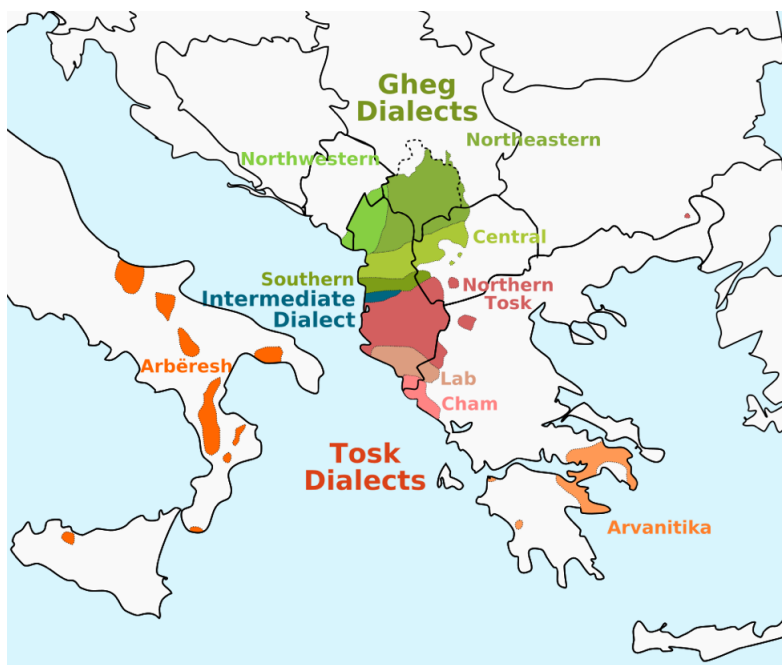 Gheg
Dialects
Northeastern
Northwestern
Central
Southern
Intermediate
Dialect
Northern
Tosk
Arbëresh
Lab
Cham
Tosk
Dialects
Arvanitika